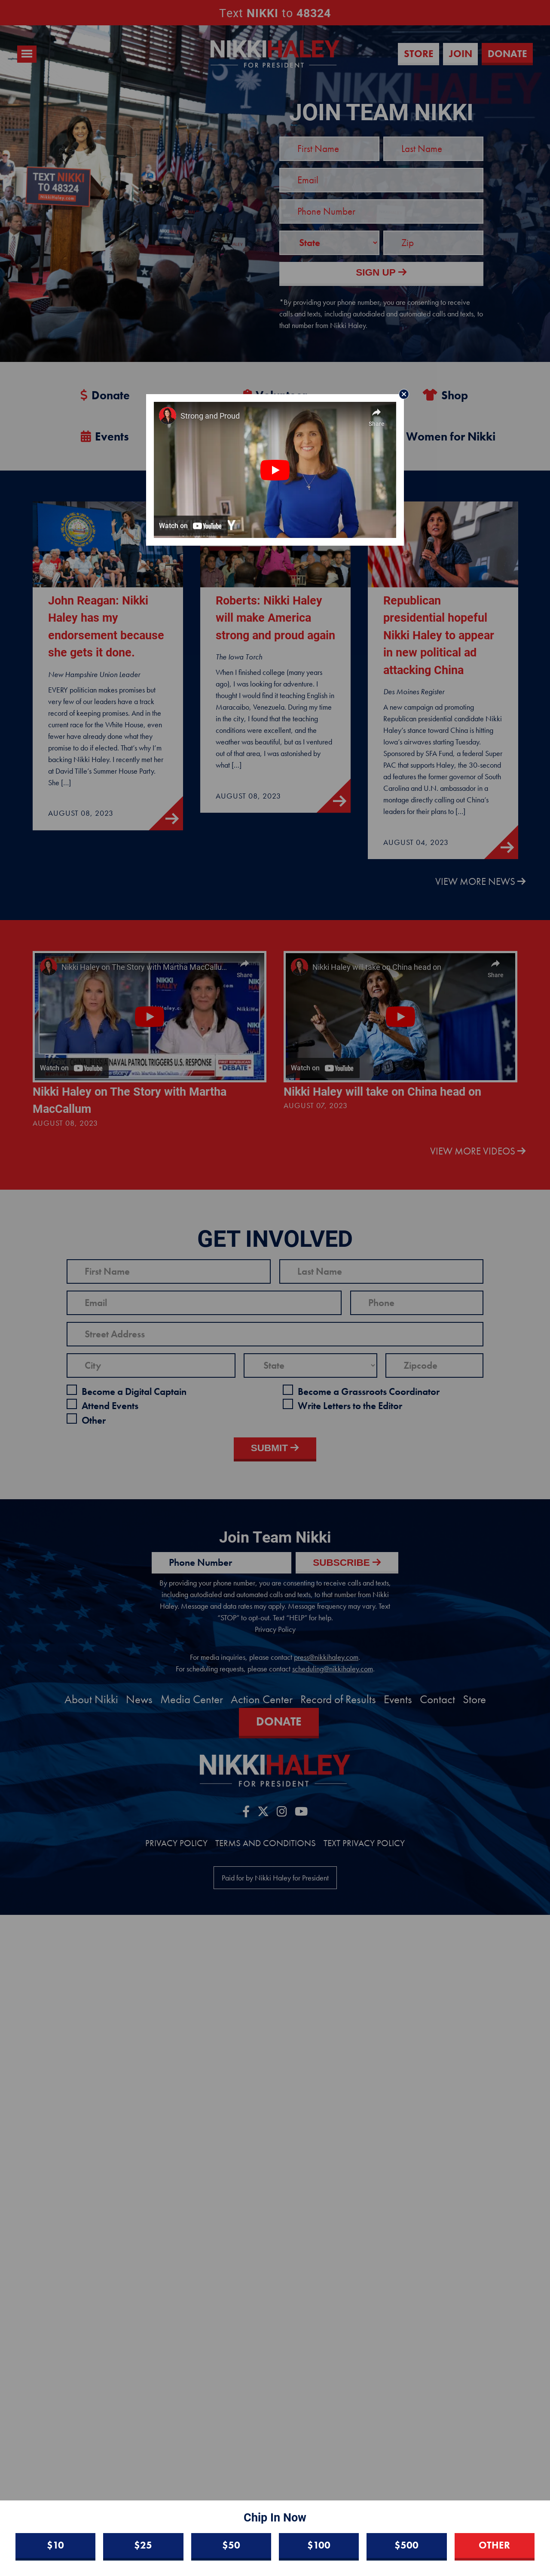 Text NIKKI to 48324
NIKKI HALEY
FOR PRESIDENT
STORE
JOIN
DONATE
TEXT NIKKI
TO 48324
NikkiHaley.com
JOIN TEAM NIKKI
First Name
Last Name
Email
Phone Number
State
Zip
SIGN UP
*By providing your phone number, you are consenting to receive
calls and texts, including autodialed and automated calls and texts, to
that number from Nikki Haley.
Donate
Shop
Events
Women for Nikki
Strong and Proud
Share
Watch on YouTube
John Reagan: Nikki
Haley has my
endorsement because
she gets it done.
New Hampshire Union Leader
EVERY politician makes promises but
very few of our leaders have a track
record of keeping promises. And in the
current race for the White House, even
fewer have already done what they
promise to do if elected. That's why I'm
backing Nikki Haley. I recently met her
at David Tille's Summer House Party.
She [...]
AUGUST 08, 2023
Roberts: Nikki Haley
will make America
strong and proud again
The Iowa Torch
When I finished college (many years
ago), I was looking for adventure. I
thought I would find it teaching English in
Maracaibo, Venezuela. During my time
in the city, I found that the teaching
conditions were excellent, and the
weather was beautiful, but as I ventured
out of that area, I was astonished by
what [...]
AUGUST 08, 2023
Republican
presidential hopeful
Nikki Haley to appear
in new political ad
attacking China
Des Moines Register
A new campaign ad promoting
Republican presidential candidate Nikki
Haley's stance toward China is hitting
Iowa's airwaves starting Tuesday.
Sponsored by SFA Fund, a federal Super
PAC that supports Haley, the 30-second
ad features the former governor of South
Carolina and U.N. ambassador in a
montage directly calling out China's
leaders for their plans to [...]
AUGUST 04, 2023
VIEW MORE NEWS
Nikki Haley on The Story with Martha MacCallu...
Share
NAVAL PATROL TRIGGERS U.S. RESPONSE
DEBATE
Watch on YouTube
Nikki Haley on The Story with Martha
MacCallum
AUGUST 08, 2023
Nikki Haley will take on China head on
Share
Watch on YouTube
Nikki Haley will take on China head on
AUGUST 07, 2023
VIEW MORE VIDEOS
GET INVOLVED
First Name
Last Name
Email
Phone
Street Address
City
State
Zipcode
Become a Digital Captain
Become a Grassroots Coordinator
Attend Events
Write Letters to the Editor
Other
SUBMIT
Join Team Nikki
Phone Number
SUBSCRIBE
By providing your phone number, you are consenting to receive calls and texts,
including autodialed and automated calls and texts, to that number from Nikki
Haley. Message and data rates may apply. Message frequency may vary. Text
"STOP" to opt-out. Text "HELP" for help.
Privacy Policy
For media inquiries, please contact press@nikkihaley.com.
For scheduling requests, please contact scheduling@nikkihaley.com.
About Nikki News Media Center Action Center Record of Results Events Contact Store
DONATE
NIKKI HALEY
FOR PRESIDENT
PRIVACY POLICY TERMS AND CONDITIONS TEXT PRIVACY POLICY
Paid for by Nikki Haley for President
Chip In Now
$10
$25
$50
$100
$500
OTHER